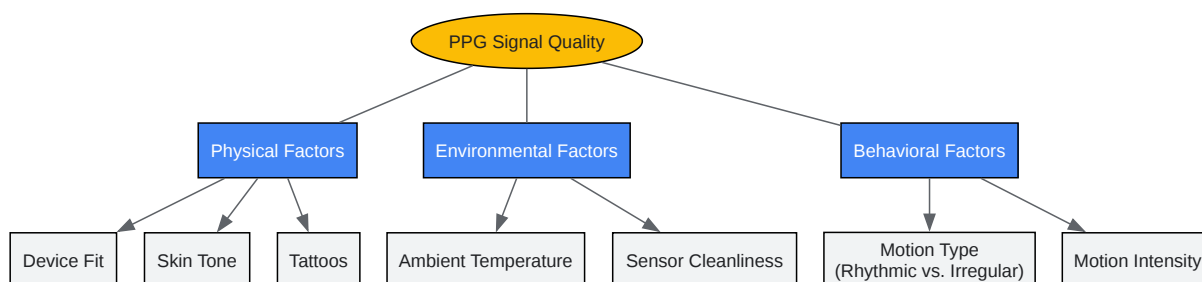 PPG Signal Quality
Physical Factors
Environmental Factors
Behavioral Factors
Device Fit
Skin Tone
Tattoos
Ambient Temperature
Sensor Cleanliness
Motion Type
(Rhythmic vs. Irregular)
Motion Intensity